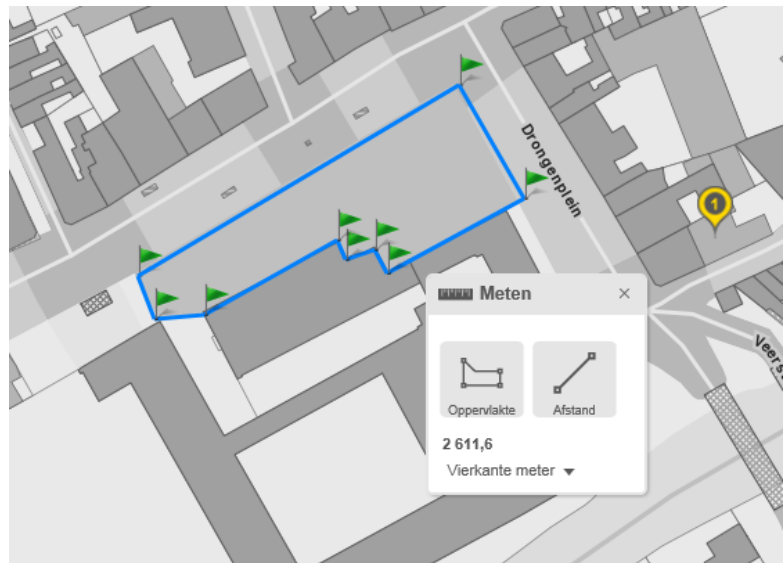 Drongenplein
1
Meten
Oppervlakte
Afstand
2 611,6
Vierkante meter